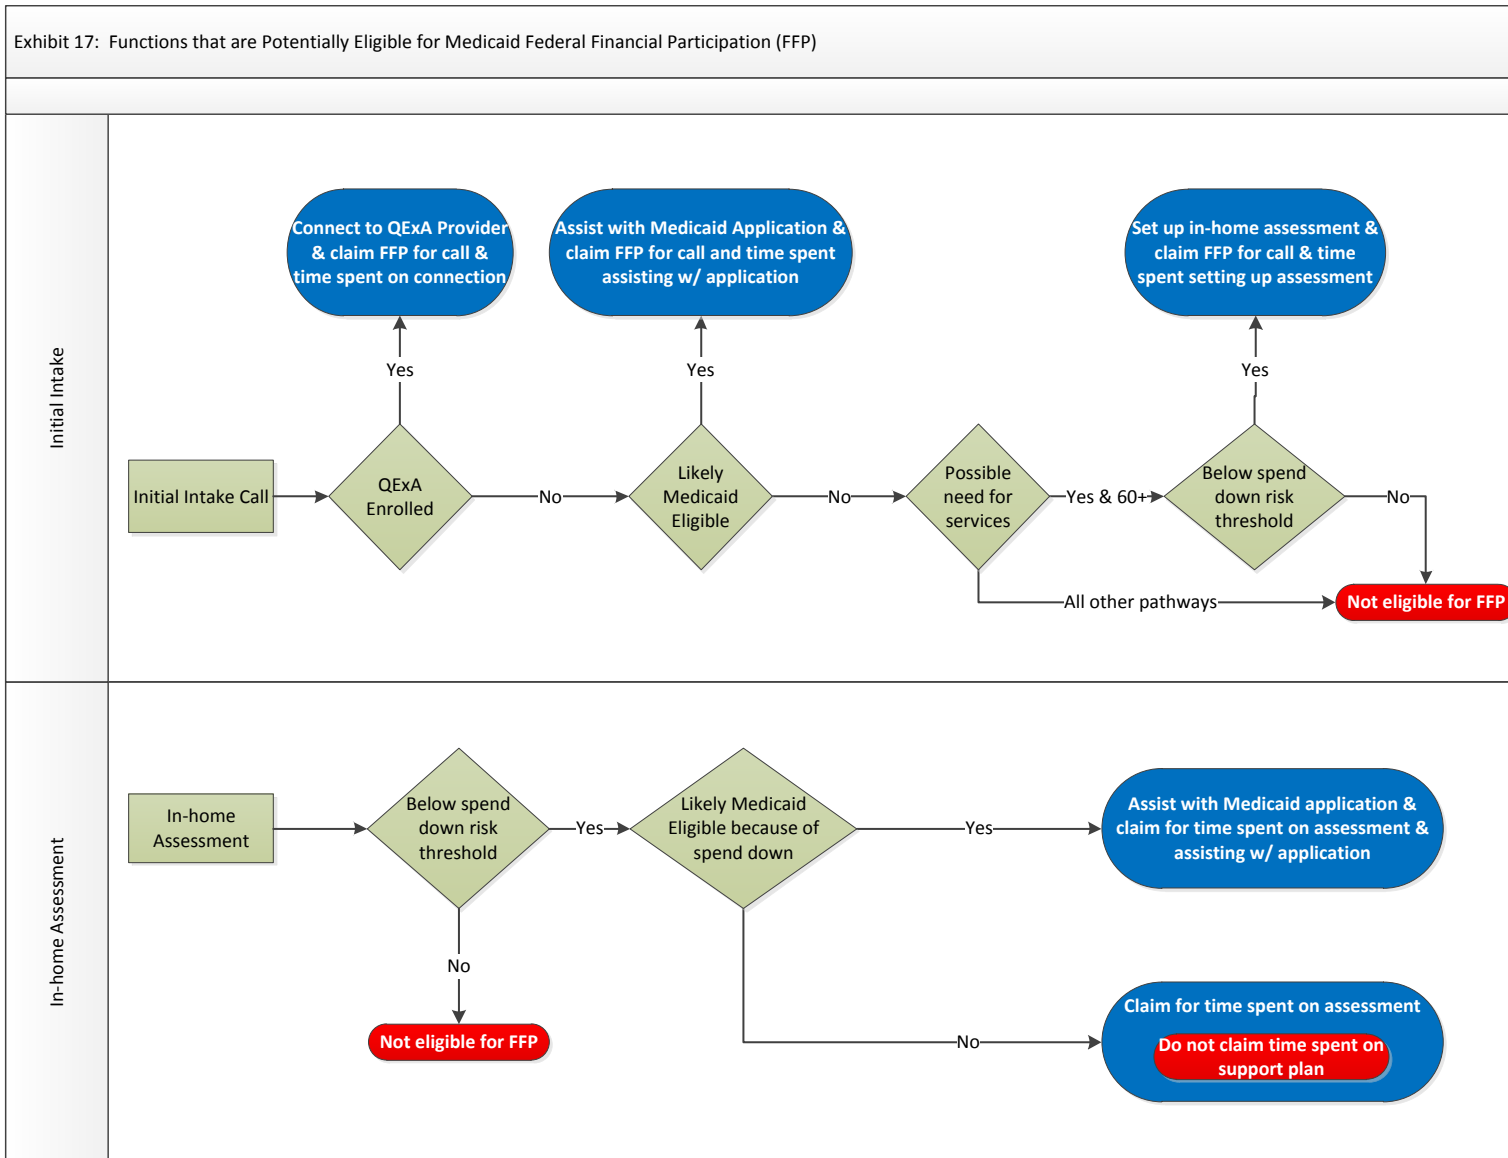 Exhibit 17:  Functions that are Potentially Eligible for Medicaid Federal Financial Participation (FFP)
Initial Intake
Connect to QExA Provider
& claim FFP for call &
time spent on connection
Assist with Medicaid Application &
claim FFP for call and time spent
assisting w/ application
Set up in-home assessment &
claim FFP for call & time
spent setting up assessment
Yes
Yes
Yes
Initial Intake Call
QExA
Enrolled
No
Likely
Medicaid
Eligible
No
Possible
need for
services
Yes & 60+
Below spend
down risk
threshold
No
All other pathways
Not eligible for FFP
In-home Assessment
In-home
Assessment
Below spend
down risk
threshold
Yes
Likely Medicaid
Eligible because of
spend down
Yes
Assist with Medicaid application &
claim for time spent on assessment &
assisting w/ application
No
Not eligible for FFP
No
Claim for time spent on assessment
Do not claim time spent on
support plan